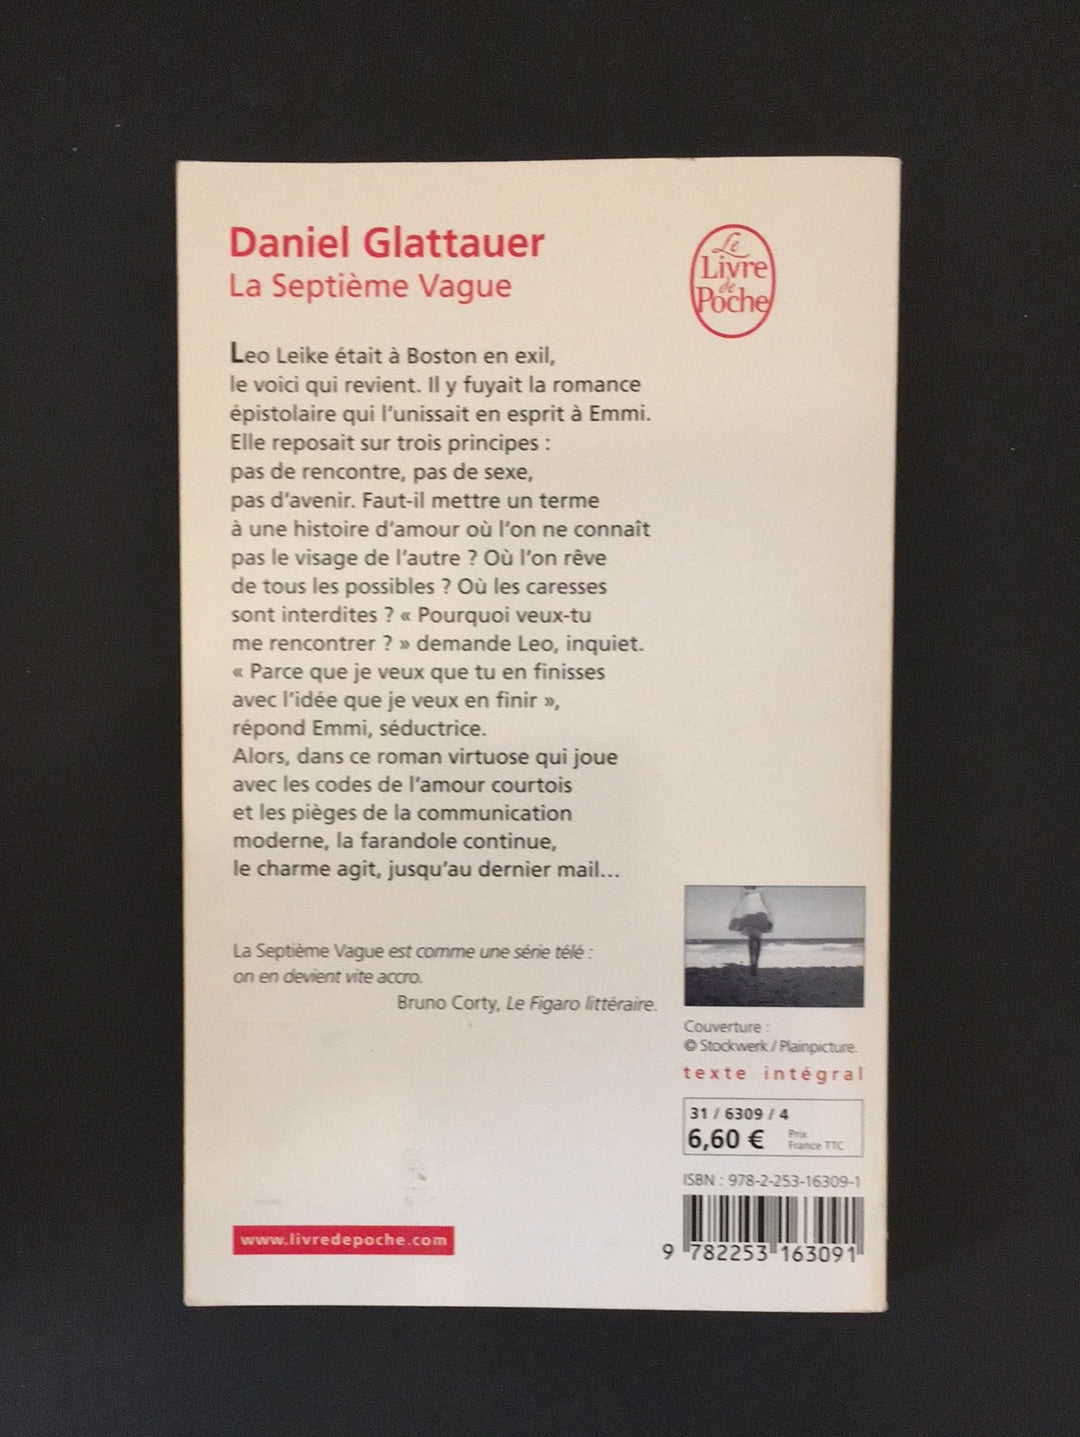 Daniel Glattauer
La Septième Vague
Le
Livre
de
Poche
Leo Leike était à Boston en exil,
le voici qui revient. Il y fuyait la romance
épistolaire qui l'unissait en esprit à Emmi.
Elle reposait sur trois principes :
pas de rencontre, pas de sexe,
pas d'avenir. Faut-il mettre un terme
à une histoire d'amour où l'on ne connaît
pas le visage de l'autre ? Où l'on rêve
de tous les possibles ? Où les caresses
sont interdites ? « Pourquoi veux-tu
me rencontrer ? » demande Leo, inquiet.
« Parce que je veux que tu en finisses
avec l'idée que je veux en finir »,
répond Emmi, séductrice.
Alors, dans ce roman virtuose qui joue
avec les codes de l'amour courtois
et les pièges de la communication
moderne, la farandole continue,
le charme agit, jusqu'au dernier mail...
La Septième Vague est comme une série télé :
on en devient vite accro.
Bruno Corty, Le Figaro littéraire.
Couverture :
© Stockwerk / Plainpicture.
texte intégral
31 / 6309 / 4
6,60 € Prix
France TTC
ISBN : 978-2-253-16309-1
9 782253 163091
www.livredepoche.com